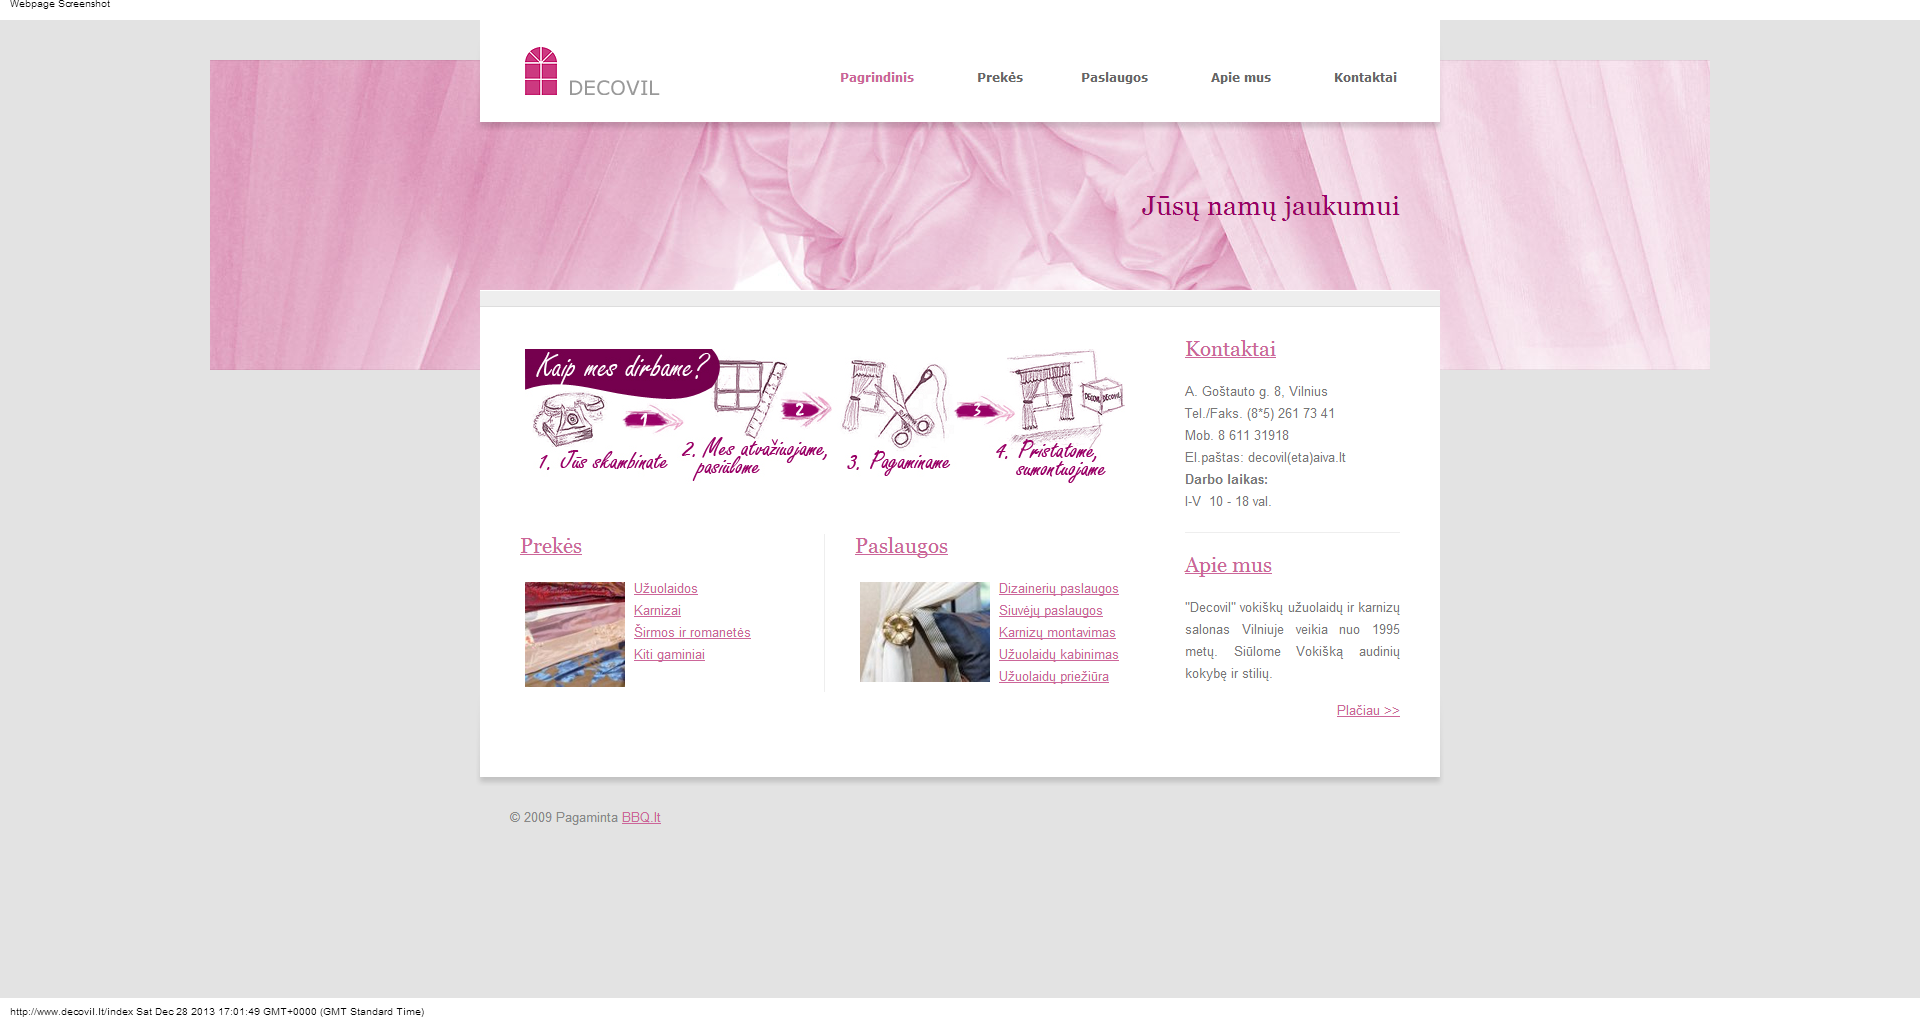 Webpage Screenshot
DECOVIL
Pagrindinis
Prekės
Paslaugos
Apie mus
Kontaktai
Jūsų namų jaukumui
Kaip mes dirbame?
1
2
3
1. Jūs skambinate
2. Mes atvažiuojame,
pasiūlome
3. Pagaminame
4. Pristatome,
sumontuojame
DECOVIL DECOVIL
Kontaktai
A. Goštauto g. 8, Vilnius
Tel./Faks. (8*5) 261 73 41
Mob. 8 611 31918
El.paštas: decovil(eta)aiva.lt
Darbo laikas:
I-V  10 - 18 val.
Prekės
Užuolaidos
Karnizai
Širmos ir romanetės
Kiti gaminiai
Paslaugos
Dizainerių paslaugos
Siuvėjų paslaugos
Karnizų montavimas
Užuolaidų kabinimas
Užuolaidų priežiūra
Apie mus
"Decovil" vokiškų užuolaidų ir karnizų
salonas Vilniuje veikia nuo 1995
metų. Siūlome Vokišką audinių
kokybę ir stilių.
Plačiau >>
© 2009 Pagaminta BBQ.lt
http://www.decovil.lt/index Sat Dec 28 2013 17:01:49 GMT+0000 (GMT Standard Time)